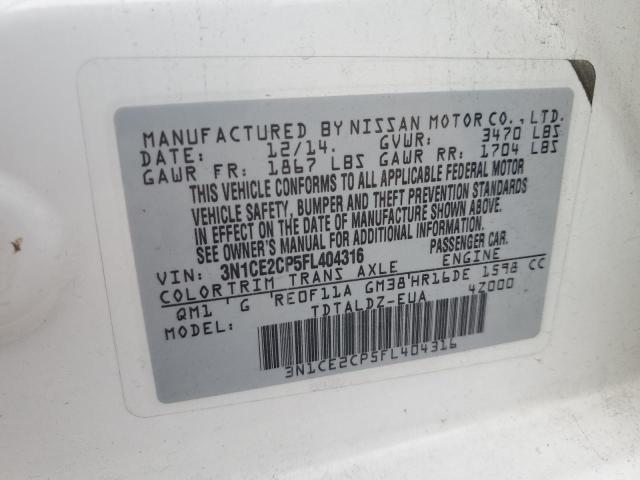 MANUFACTURED BY NISSAN MOTOR CO., LTD.
DATE: 12/14. GVWR: 3470 LBS
GAWR FR: 1867 LBS GAWR RR: 1704 LBS
THIS VEHICLE CONFORMS TO ALL APPLICABLE FEDERAL MOTOR
VEHICLE SAFETY, BUMPER AND THEFT PREVENTION STANDARDS
IN EFFECT ON THE DATE OF MANUFACTURE SHOWN ABOVE.
SEE OWNER'S MANUAL FOR ADDITIONAL INFORMATION.
VIN: 3N1CE2CP5FL404316 PASSENGER CAR.
COLOR TRIM TRANS AXLE ENGINE
QM1 G RE0F11A GM38 HR16DE 1598 CC
MODEL: TDTALDZ-EUA 4Z000
3N1CE2CP5FL404316